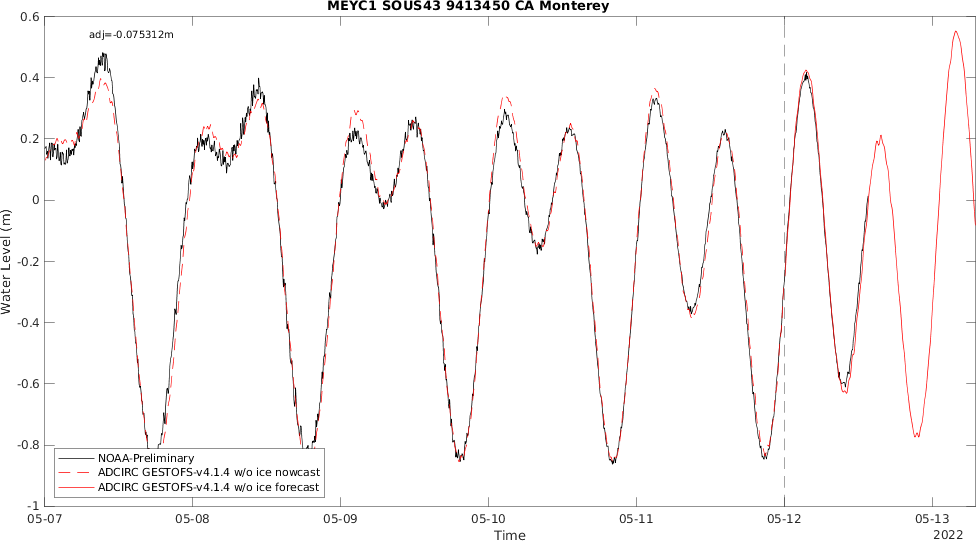 MEYC1 SOUS43 9413450 CA Monterey
0.6
adj=-0.075312m
0.4
0.2
0
-0.2
-0.4
-0.6
-0.8
-1
Water Level (m)
NOAA-Preliminary
ADCIRC GESTOFS-v4.1.4 w/o ice nowcast
ADCIRC GESTOFS-v4.1.4 w/o ice forecast
05-07 05-08 05-09 05-10 05-11 05-12 05-13
Time
2022